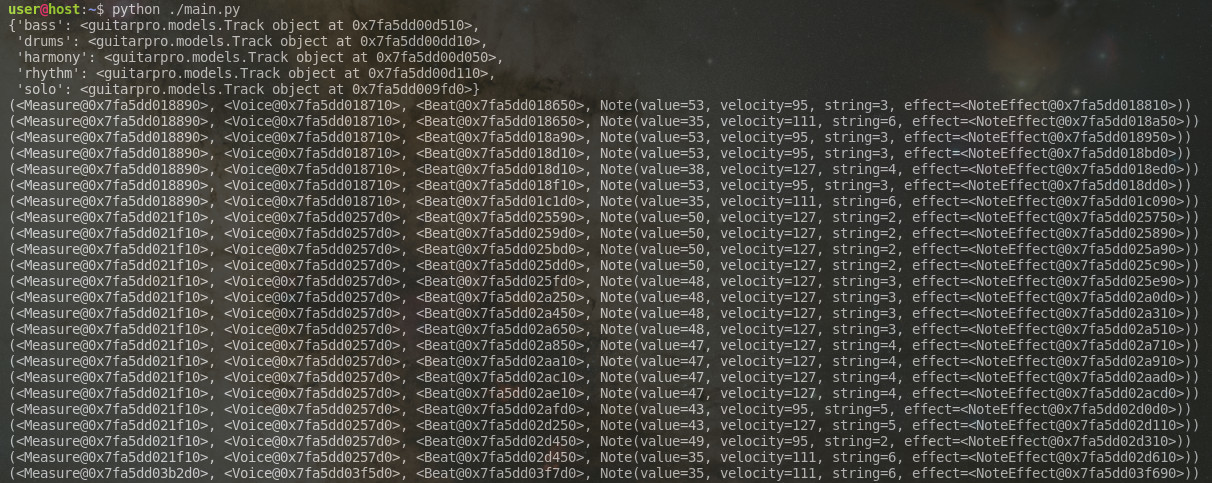 user@host:~$ python ./main.py
{'bass': <guitarpro.models.Track object at 0x7fa5dd00d510>,
 'drums': <guitarpro.models.Track object at 0x7fa5dd00dd10>,
 'harmony': <guitarpro.models.Track object at 0x7fa5dd00d050>,
 'rhythm': <guitarpro.models.Track object at 0x7fa5dd00d110>,
 'solo': <guitarpro.models.Track object at 0x7fa5dd009fd0>}
(<Measure@0x7fa5dd018890>, <Voice@0x7fa5dd018710>, <Beat@0x7fa5dd018650>, Note(value=53, velocity=95, string=3, effect=<NoteEffect@0x7fa5dd018810>))
(<Measure@0x7fa5dd018890>, <Voice@0x7fa5dd018710>, <Beat@0x7fa5dd018650>, Note(value=35, velocity=111, string=6, effect=<NoteEffect@0x7fa5dd018a50>))
(<Measure@0x7fa5dd018890>, <Voice@0x7fa5dd018710>, <Beat@0x7fa5dd018a90>, Note(value=53, velocity=95, string=3, effect=<NoteEffect@0x7fa5dd018950>))
(<Measure@0x7fa5dd018890>, <Voice@0x7fa5dd018710>, <Beat@0x7fa5dd018d10>, Note(value=53, velocity=95, string=3, effect=<NoteEffect@0x7fa5dd018bd0>))
(<Measure@0x7fa5dd018890>, <Voice@0x7fa5dd018710>, <Beat@0x7fa5dd018d10>, Note(value=38, velocity=127, string=4, effect=<NoteEffect@0x7fa5dd018ed0>))
(<Measure@0x7fa5dd018890>, <Voice@0x7fa5dd018710>, <Beat@0x7fa5dd018f10>, Note(value=53, velocity=95, string=3, effect=<NoteEffect@0x7fa5dd018dd0>))
(<Measure@0x7fa5dd018890>, <Voice@0x7fa5dd018710>, <Beat@0x7fa5dd01c1d0>, Note(value=35, velocity=111, string=6, effect=<NoteEffect@0x7fa5dd01c090>))
(<Measure@0x7fa5dd021f10>, <Voice@0x7fa5dd0257d0>, <Beat@0x7fa5dd025590>, Note(value=50, velocity=127, string=2, effect=<NoteEffect@0x7fa5dd025750>))
(<Measure@0x7fa5dd021f10>, <Voice@0x7fa5dd0257d0>, <Beat@0x7fa5dd0259d0>, Note(value=50, velocity=127, string=2, effect=<NoteEffect@0x7fa5dd025890>))
(<Measure@0x7fa5dd021f10>, <Voice@0x7fa5dd0257d0>, <Beat@0x7fa5dd025bd0>, Note(value=50, velocity=127, string=2, effect=<NoteEffect@0x7fa5dd025a90>))
(<Measure@0x7fa5dd021f10>, <Voice@0x7fa5dd0257d0>, <Beat@0x7fa5dd025dd0>, Note(value=50, velocity=127, string=2, effect=<NoteEffect@0x7fa5dd025c90>))
(<Measure@0x7fa5dd021f10>, <Voice@0x7fa5dd0257d0>, <Beat@0x7fa5dd025fd0>, Note(value=48, velocity=127, string=3, effect=<NoteEffect@0x7fa5dd025e90>))
(<Measure@0x7fa5dd021f10>, <Voice@0x7fa5dd0257d0>, <Beat@0x7fa5dd02a250>, Note(value=48, velocity=127, string=3, effect=<NoteEffect@0x7fa5dd02a0d0>))
(<Measure@0x7fa5dd021f10>, <Voice@0x7fa5dd0257d0>, <Beat@0x7fa5dd02a450>, Note(value=48, velocity=127, string=3, effect=<NoteEffect@0x7fa5dd02a310>))
(<Measure@0x7fa5dd021f10>, <Voice@0x7fa5dd0257d0>, <Beat@0x7fa5dd02a650>, Note(value=48, velocity=127, string=3, effect=<NoteEffect@0x7fa5dd02a510>))
(<Measure@0x7fa5dd021f10>, <Voice@0x7fa5dd0257d0>, <Beat@0x7fa5dd02a850>, Note(value=47, velocity=127, string=4, effect=<NoteEffect@0x7fa5dd02a710>))
(<Measure@0x7fa5dd021f10>, <Voice@0x7fa5dd0257d0>, <Beat@0x7fa5dd02aa10>, Note(value=47, velocity=127, string=4, effect=<NoteEffect@0x7fa5dd02a910>))
(<Measure@0x7fa5dd021f10>, <Voice@0x7fa5dd0257d0>, <Beat@0x7fa5dd02ac10>, Note(value=47, velocity=127, string=4, effect=<NoteEffect@0x7fa5dd02aad0>))
(<Measure@0x7fa5dd021f10>, <Voice@0x7fa5dd0257d0>, <Beat@0x7fa5dd02ae10>, Note(value=47, velocity=127, string=4, effect=<NoteEffect@0x7fa5dd02acd0>))
(<Measure@0x7fa5dd021f10>, <Voice@0x7fa5dd0257d0>, <Beat@0x7fa5dd02afd0>, Note(value=43, velocity=95, string=5, effect=<NoteEffect@0x7fa5dd02d0d0>))
(<Measure@0x7fa5dd021f10>, <Voice@0x7fa5dd0257d0>, <Beat@0x7fa5dd02d250>, Note(value=43, velocity=127, string=5, effect=<NoteEffect@0x7fa5dd02d110>))
(<Measure@0x7fa5dd021f10>, <Voice@0x7fa5dd0257d0>, <Beat@0x7fa5dd02d450>, Note(value=49, velocity=95, string=2, effect=<NoteEffect@0x7fa5dd02d310>))
(<Measure@0x7fa5dd021f10>, <Voice@0x7fa5dd0257d0>, <Beat@0x7fa5dd02d450>, Note(value=35, velocity=111, string=6, effect=<NoteEffect@0x7fa5dd02d610>))
(<Measure@0x7fa5dd03b2d0>, <Voice@0x7fa5dd03f5d0>, <Beat@0x7fa5dd03f7d0>, Note(value=35, velocity=111, string=6, effect=<NoteEffect@0x7fa5dd03f690>))